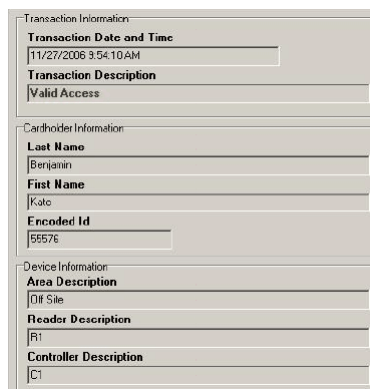 Transaction Information
Transaction Date and Time
11/27/2006 9:54:10 AM
Transaction Description
Valid Access
Cardholder Information
Last Name
Benjamin
First Name
Kate
Encoded Id
55576
Device Information
Area Description
Off Site
Reader Description
R1
Controller Description
C1